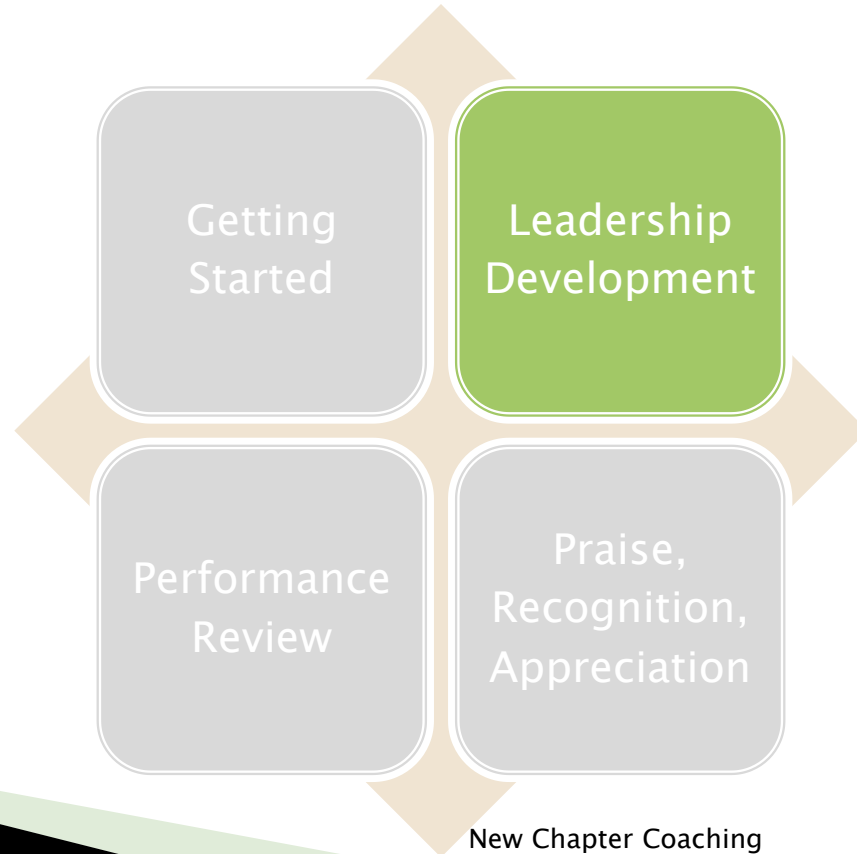 Getting
Started
Leadership
Development
Performance
Review
Praise,
Recognition,
Appreciation
New Chapter Coaching